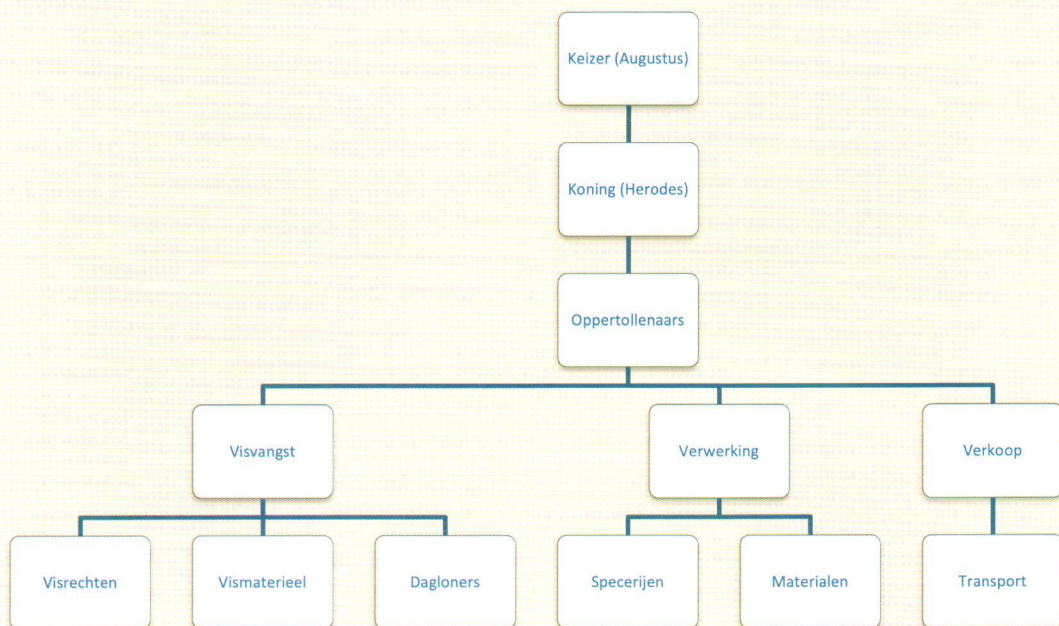 Keizer (Augustus)
Koning (Herodes)
Oppertollenaars
Visvangst
Verwerking
Verkoop
Visrechten
Vismaterieel
Dagloners
Specerijen
Materialen
Transport